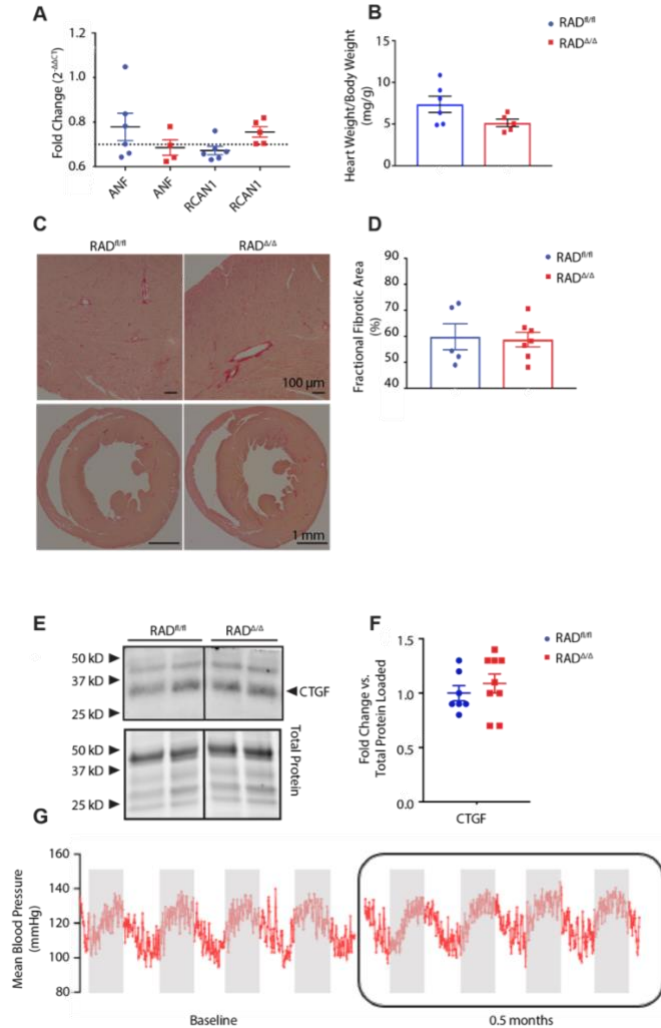 A
Fold Change (2^-ΔΔCT)
1.2
1.0
0.8
0.6
ANF
ANF
RCAN1
RCAN1
B
Heart Weight/Body Weight
(mg/g)
15
10
5
0
RAD^fl/fl
RAD^Δ/Δ
C
RAD^fl/fl
RAD^Δ/Δ
100 μm
1 mm
D
Fractional Fibrotic Area
(%)
90
80
70
60
50
40
RAD^fl/fl
RAD^Δ/Δ
E
RAD^fl/fl
RAD^Δ/Δ
50 kD
37 kD
25 kD
CTGF
50 kD
37 kD
25 kD
Total Protein
F
Fold Change vs.
Total Protein Loaded
1.5
1.0
0.5
0.0
CTGF
RAD^fl/fl
RAD^Δ/Δ
G
Mean Blood Pressure
(mmHg)
160
140
120
100
80
Baseline
0.5 months